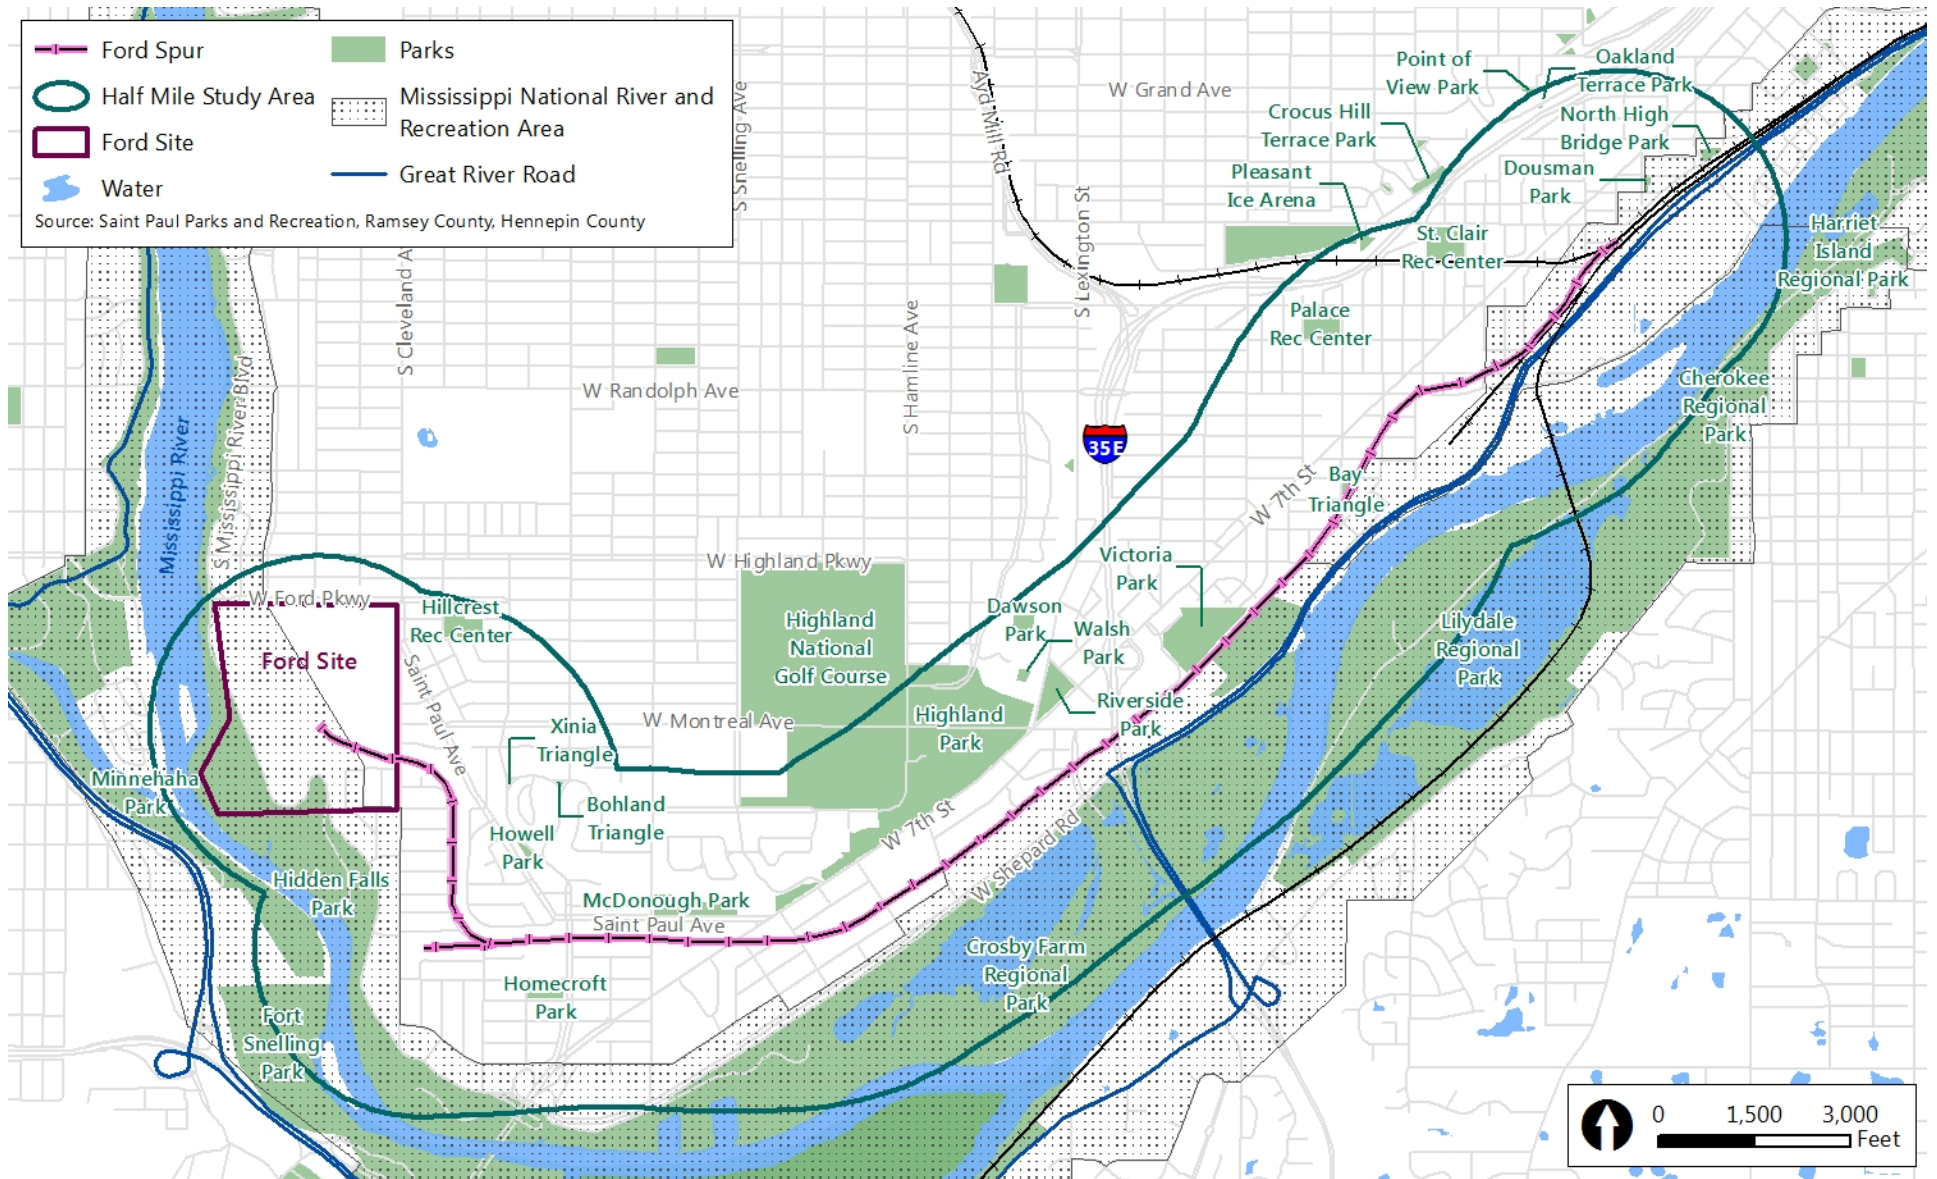 Ford Spur
Half Mile Study Area
Ford Site
Water
Parks
Mississippi National River and
Recreation Area
Great River Road
Source: Saint Paul Parks and Recreation, Ramsey County, Hennepin County
S Snelling Ave
Ayd Mill Rd
W Grand Ave
Point of
View Park
Oakland
Terrace Park
Crocus Hill
Terrace Park
North High
Bridge Park
Pleasant
Ice Arena
Dousman
Park
S Lexington St
St. Clair
Rec Center
Harriet
Island
Regional Park
S Cleveland A
S Hamline Ave
Palace
Rec Center
W Randolph Ave
Cherokee
Regional
Park
S Mississippi River Blvd
Mississippi River
35E
W 7th St
Bay
Triangle
W Highland Pkwy
Victoria
Park
W Ford Pkwy
Hillcrest
Rec Center
Highland
National
Golf Course
Dawson
Park
Walsh
Park
Lilydale
Regional
Park
Ford Site
Saint Paul Ave
W Montreal Ave
Highland
Park
Riverside
Park
Xinia
Triangle
Minnehaha
Park
Bohland
Triangle
Howell
Park
W 7th St
W Shepard Rd
Hidden Falls
Park
McDonough Park
Saint Paul Ave
Crosby Farm
Regional
Park
Homecroft
Park
Fort
Snelling
Park
0 1,500 3,000
Feet